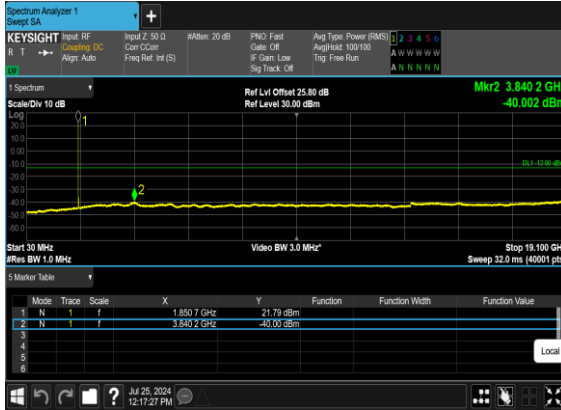 Spectrum Analyzer 1
Swept SA
+
KEYSIGHT Input: RF Input Z: 50 Ω #Atten: 20 dB PNO: Fast Avg Type: Power (RMS) 1 2 3 4 5 6
R T Coupling: DC Corr CCorr Gate: Off Avg|Hold: 100/100 A W W W W W
Align: Auto Freq Ref: Int (S) IF Gain: Low Trig: Free Run
LXI Sig Track: Off A N N N N N
1 Spectrum Ref Lvl Offset 25.80 dB Mkr2 3.840 2 GHz
Scale/Div 10 dB Ref Level 30.00 dBm -40.002 dBm
Log
20.0
10.0
0.00
-10.0
-20.0
-30.0
-40.0
-50.0
-60.0
1
2
DL1 -13.00 dBm
Start 30 MHz Video BW 3.0 MHz* Stop 19.100 GHz
#Res BW 1.0 MHz Sweep 32.0 ms (40001 pts)
5 Marker Table
Mode Trace Scale X Y Function Function Width Function Value
1 N 1 f 1.850 7 GHz 21.79 dBm
2 N 1 f 3.840 2 GHz -40.00 dBm
3
4
5
6
Local
? Jul 25, 2024
12:17:27 PM